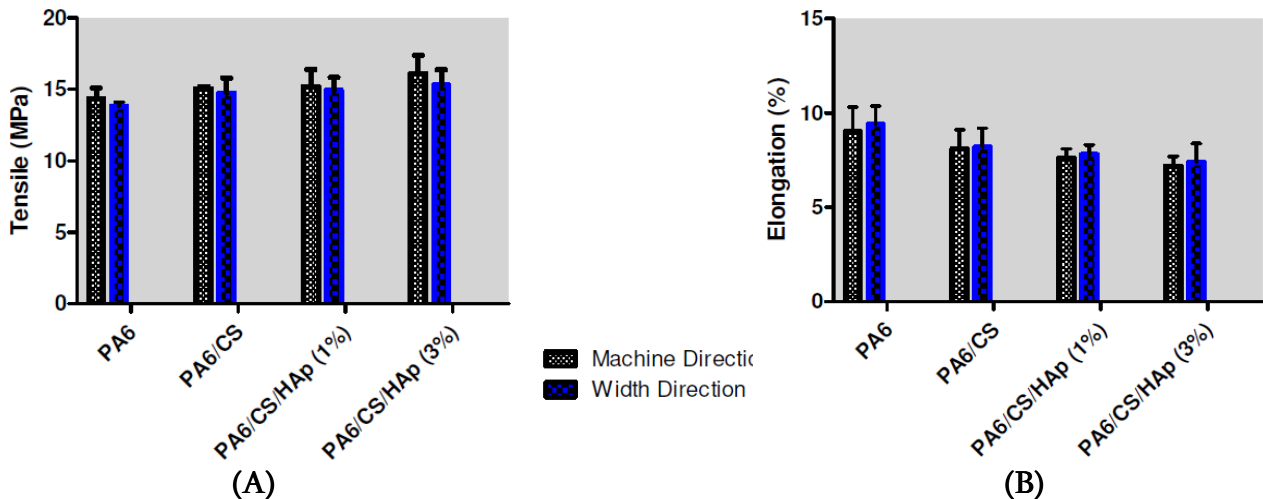 20
15
10
5
0
Tensile (MPa)
PA6
PA6/CS
PA6/CS/HAp (1%)
PA6/CS/HAp (3%)
(A)
Machine Directi
Width Direction
15
10
5
0
Elongation (%)
PA6
PA6/CS
PA6/CS/HAp (1%)
PA6/CS/HAp (3%)
(B)